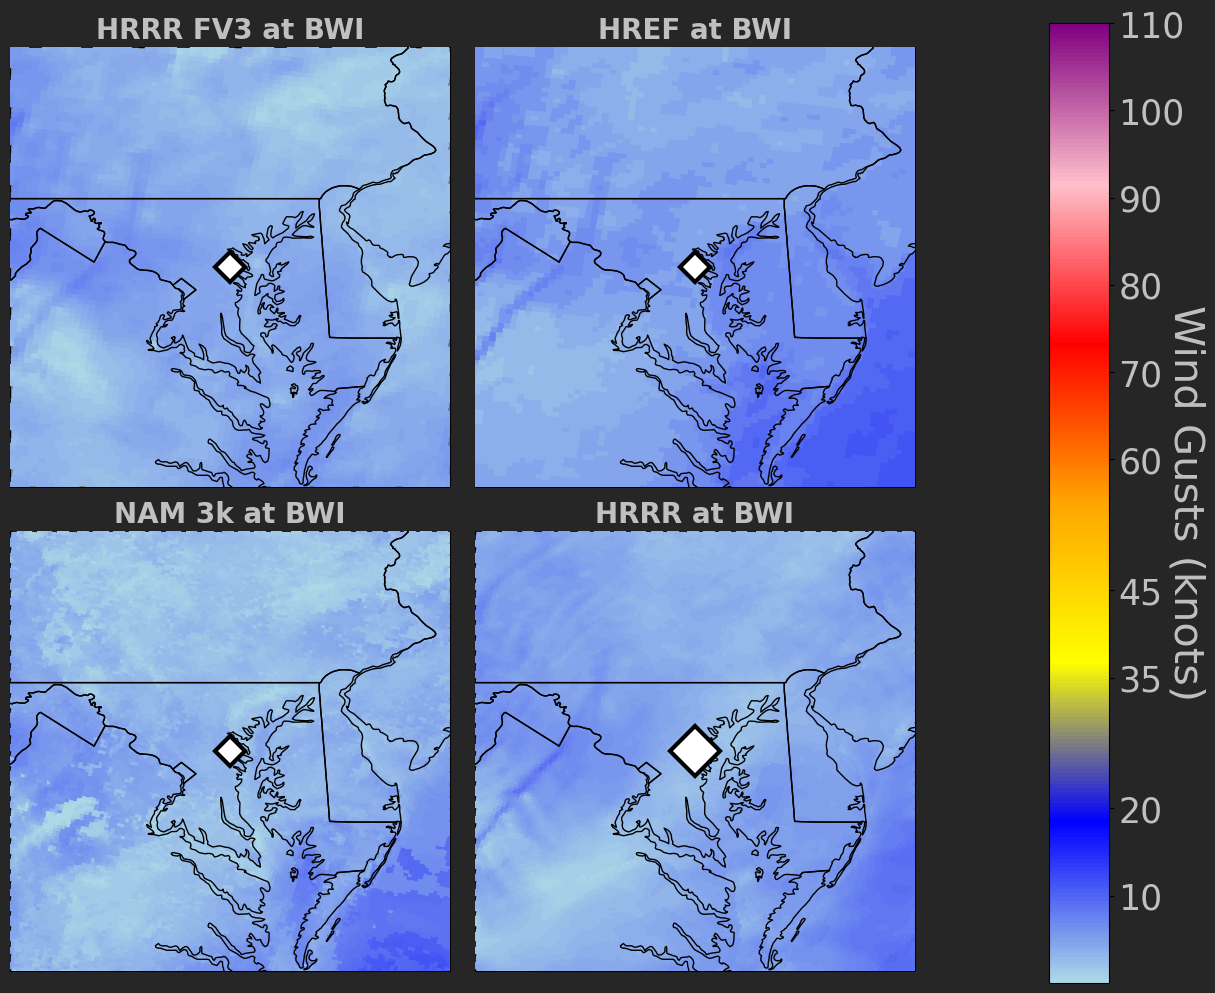 HRRR FV3 at BWI
HREF at BWI
NAM 3k at BWI
HRRR at BWI
110
100
90
80
70
60
45
35
20
10
Wind Gusts (knots)